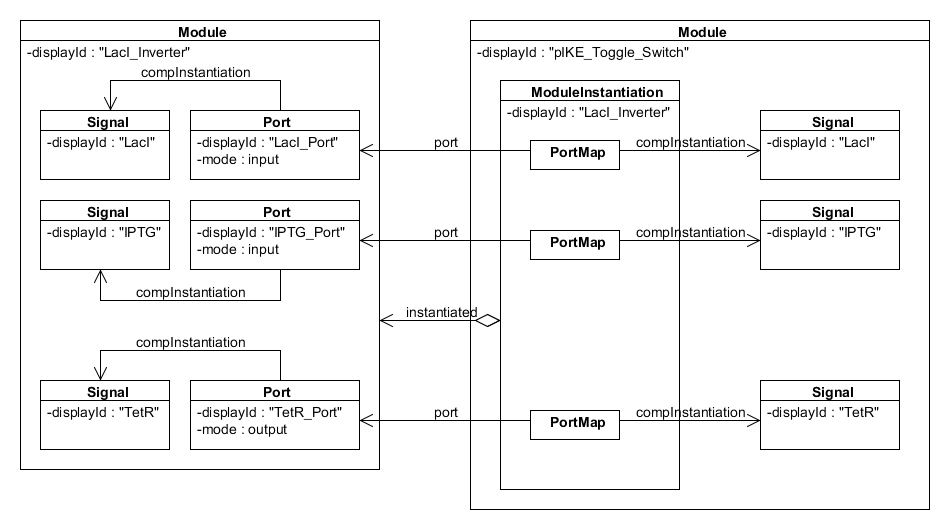 Module
-displayId : "LacI_Inverter"
compInstantiation
Signal
-displayId : "LacI"
Port
-displayId : "LacI_Port"
-mode : input
Signal
-displayId : "IPTG"
Port
-displayId : "IPTG_Port"
-mode : input
compInstantiation
compInstantiation
Signal
-displayId : "TetR"
Port
-displayId : "TetR_Port"
-mode : output
port
port
instantiated
port
Module
-displayId : "pIKE_Toggle_Switch"
ModuleInstantiation
-displayId : "LacI_Inverter"
PortMap
compInstantiation
Signal
-displayId : "LacI"
PortMap
compInstantiation
Signal
-displayId : "IPTG"
PortMap
compInstantiation
Signal
-displayId : "TetR"